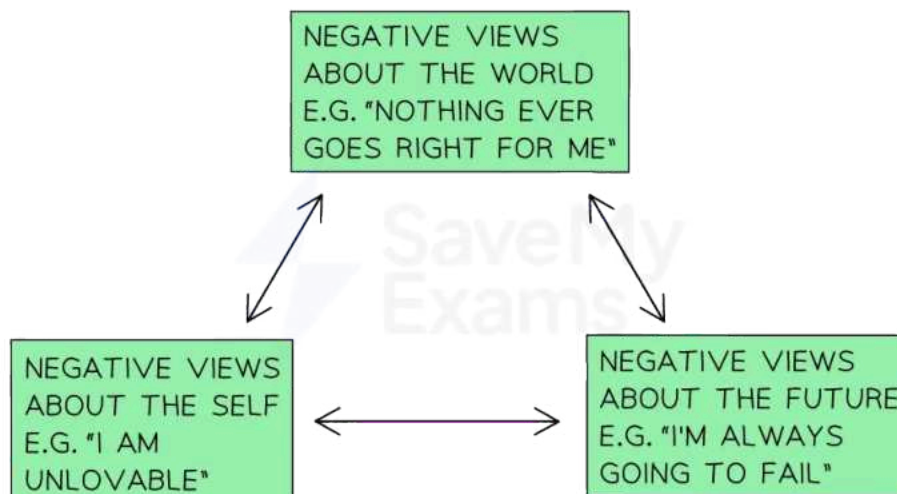 NEGATIVE VIEWS
ABOUT THE WORLD
E.G. "NOTHING EVER
GOES RIGHT FOR ME"
SaveMy
Exams
NEGATIVE VIEWS
ABOUT THE SELF
E.G. "I AM
UNLOVABLE"
NEGATIVE VIEWS
ABOUT THE FUTURE
E.G. "I'M ALWAYS
GOING TO FAIL"